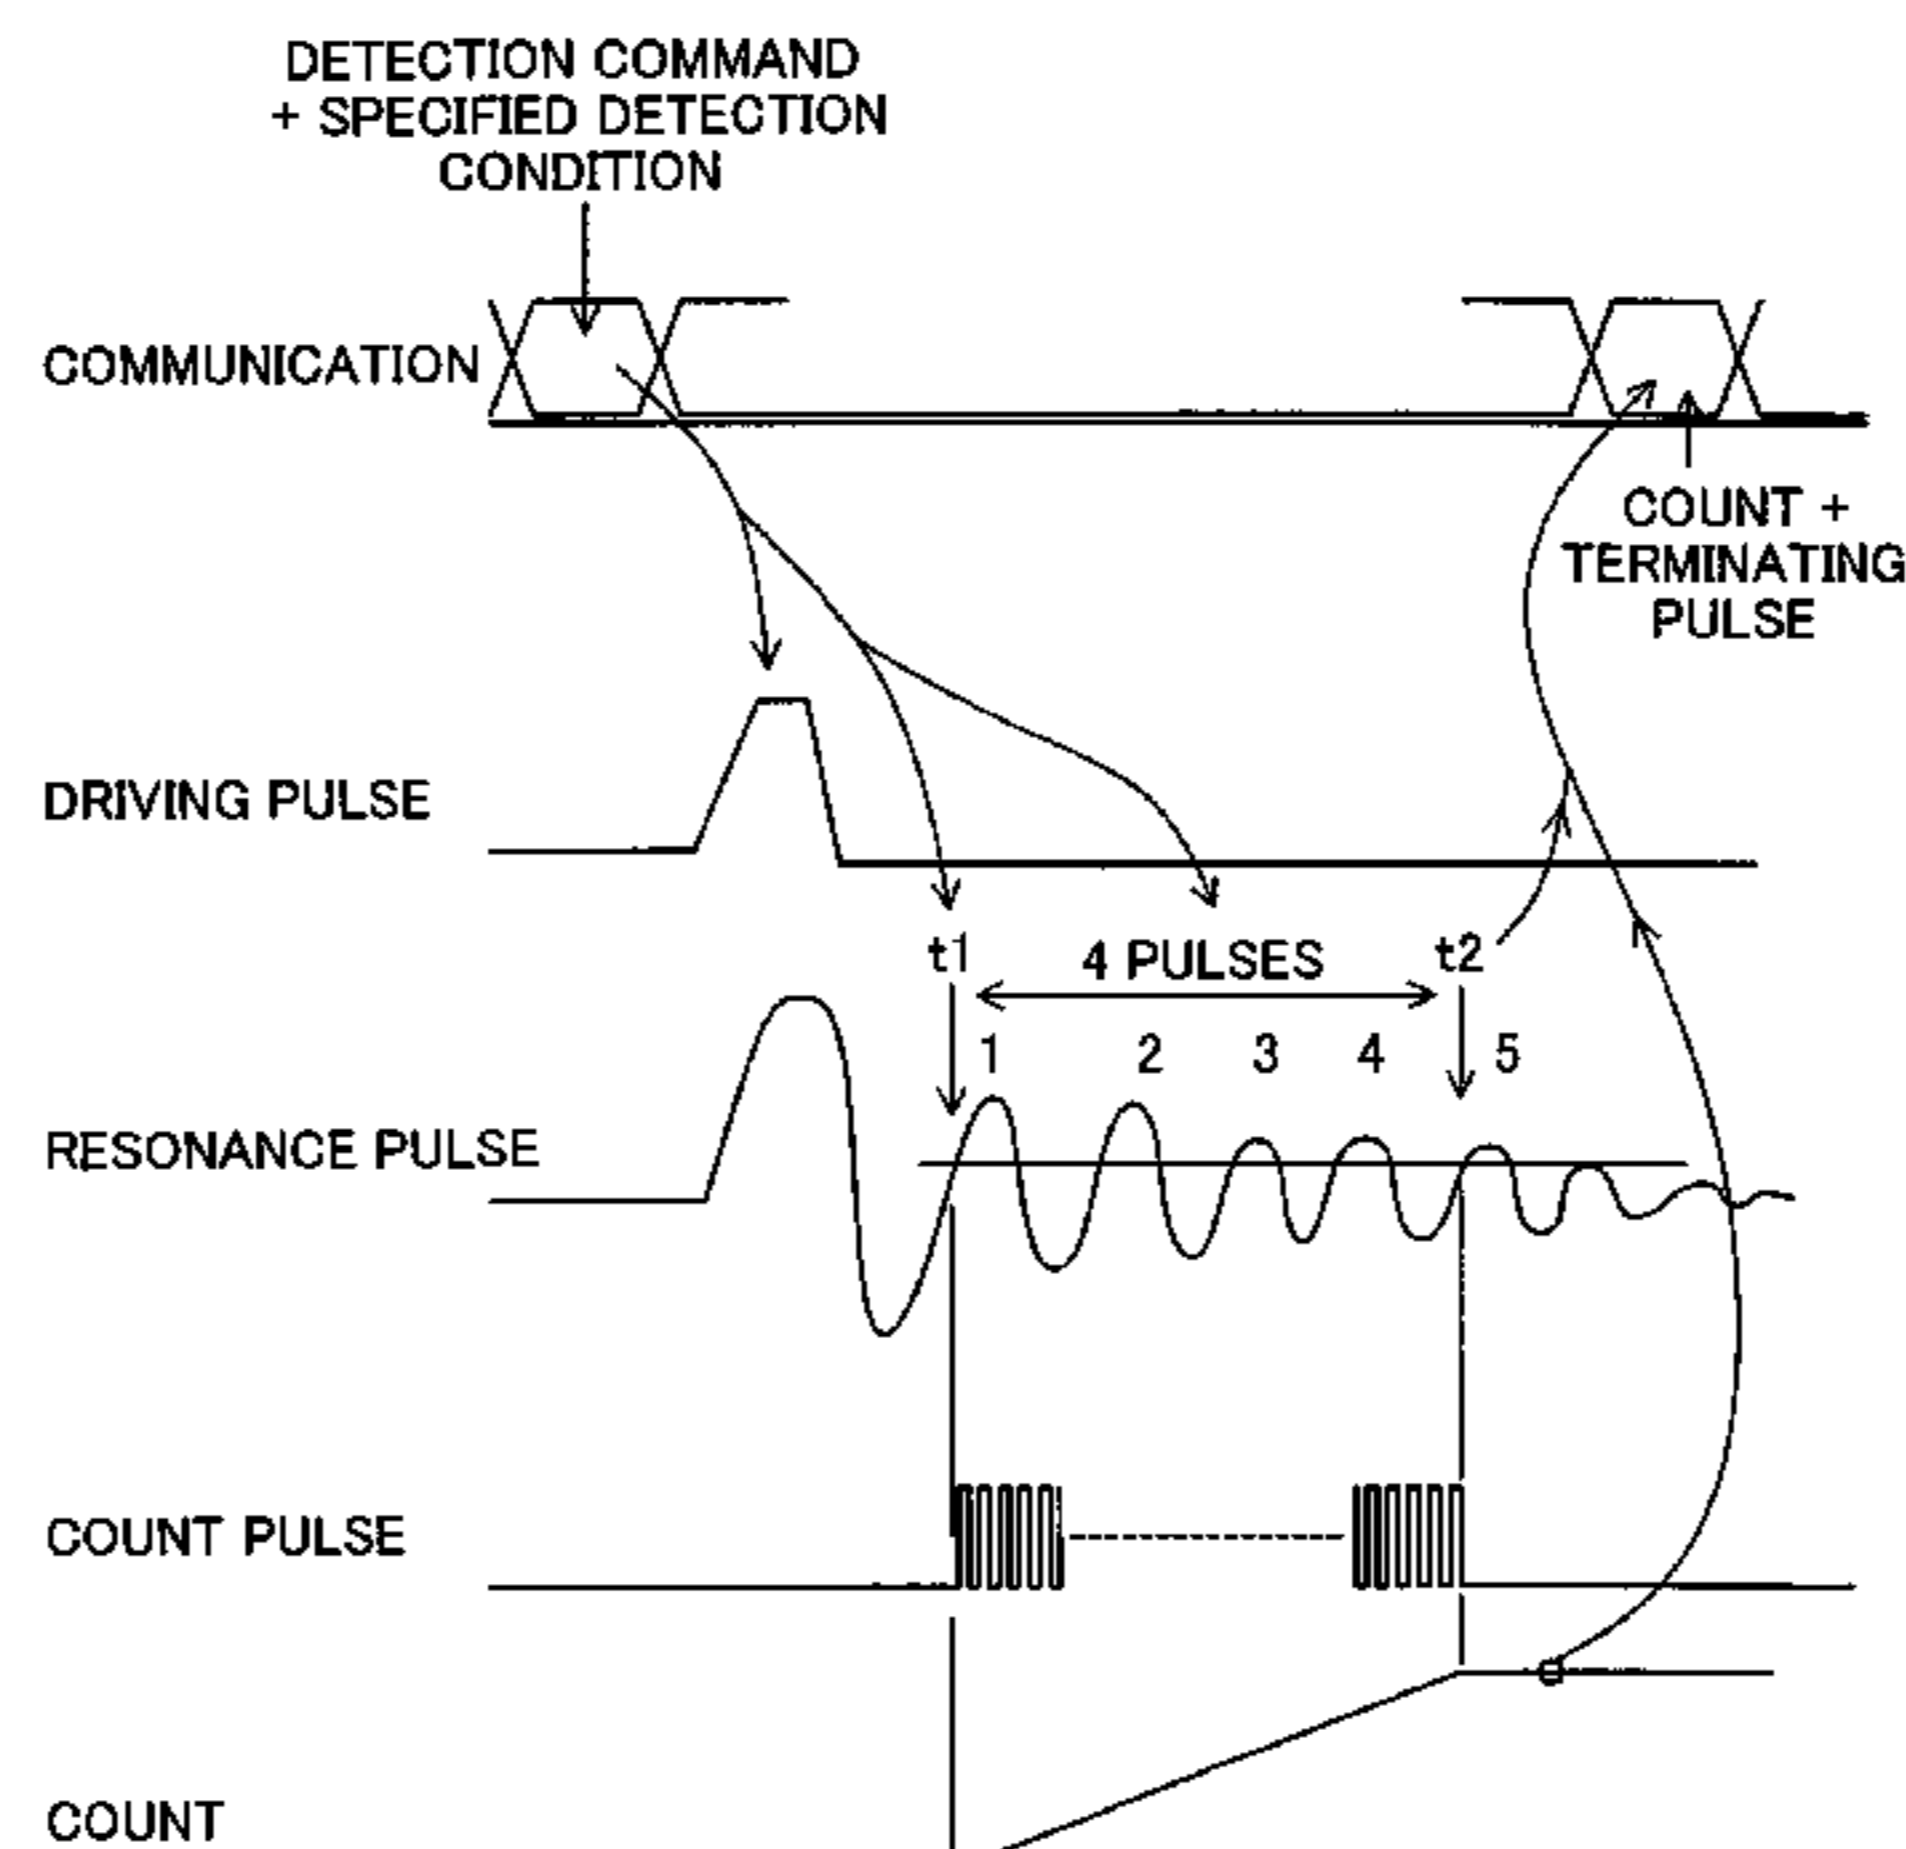 DETECTION COMMAND
+ SPECIFIED DETECTION
CONDITION
COMMUNICATION
COUNT +
TERMINATING
PULSE
DRIVING PULSE
t1
4 PULSES
t2
1 2 3 4 5
RESONANCE PULSE
COUNT PULSE
COUNT